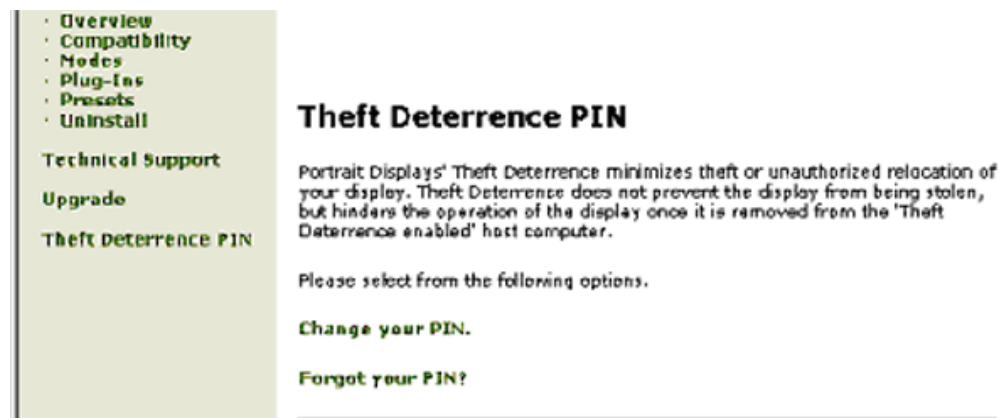 · Overview
· Compatibility
· Modes
· Plug-Ins
· Presets
· Uninstall
Technical Support
Upgrade
Theft Deterrence PIN
Theft Deterrence PIN
Portrait Displays' Theft Deterrence minimizes theft or unauthorized relocation of
your display. Theft Deterrence does not prevent the display from being stolen,
but hinders the operation of the display once it is removed from the 'Theft
Deterrence enabled' host computer.
Please select from the following options.
Change your PIN.
Forgot your PIN?